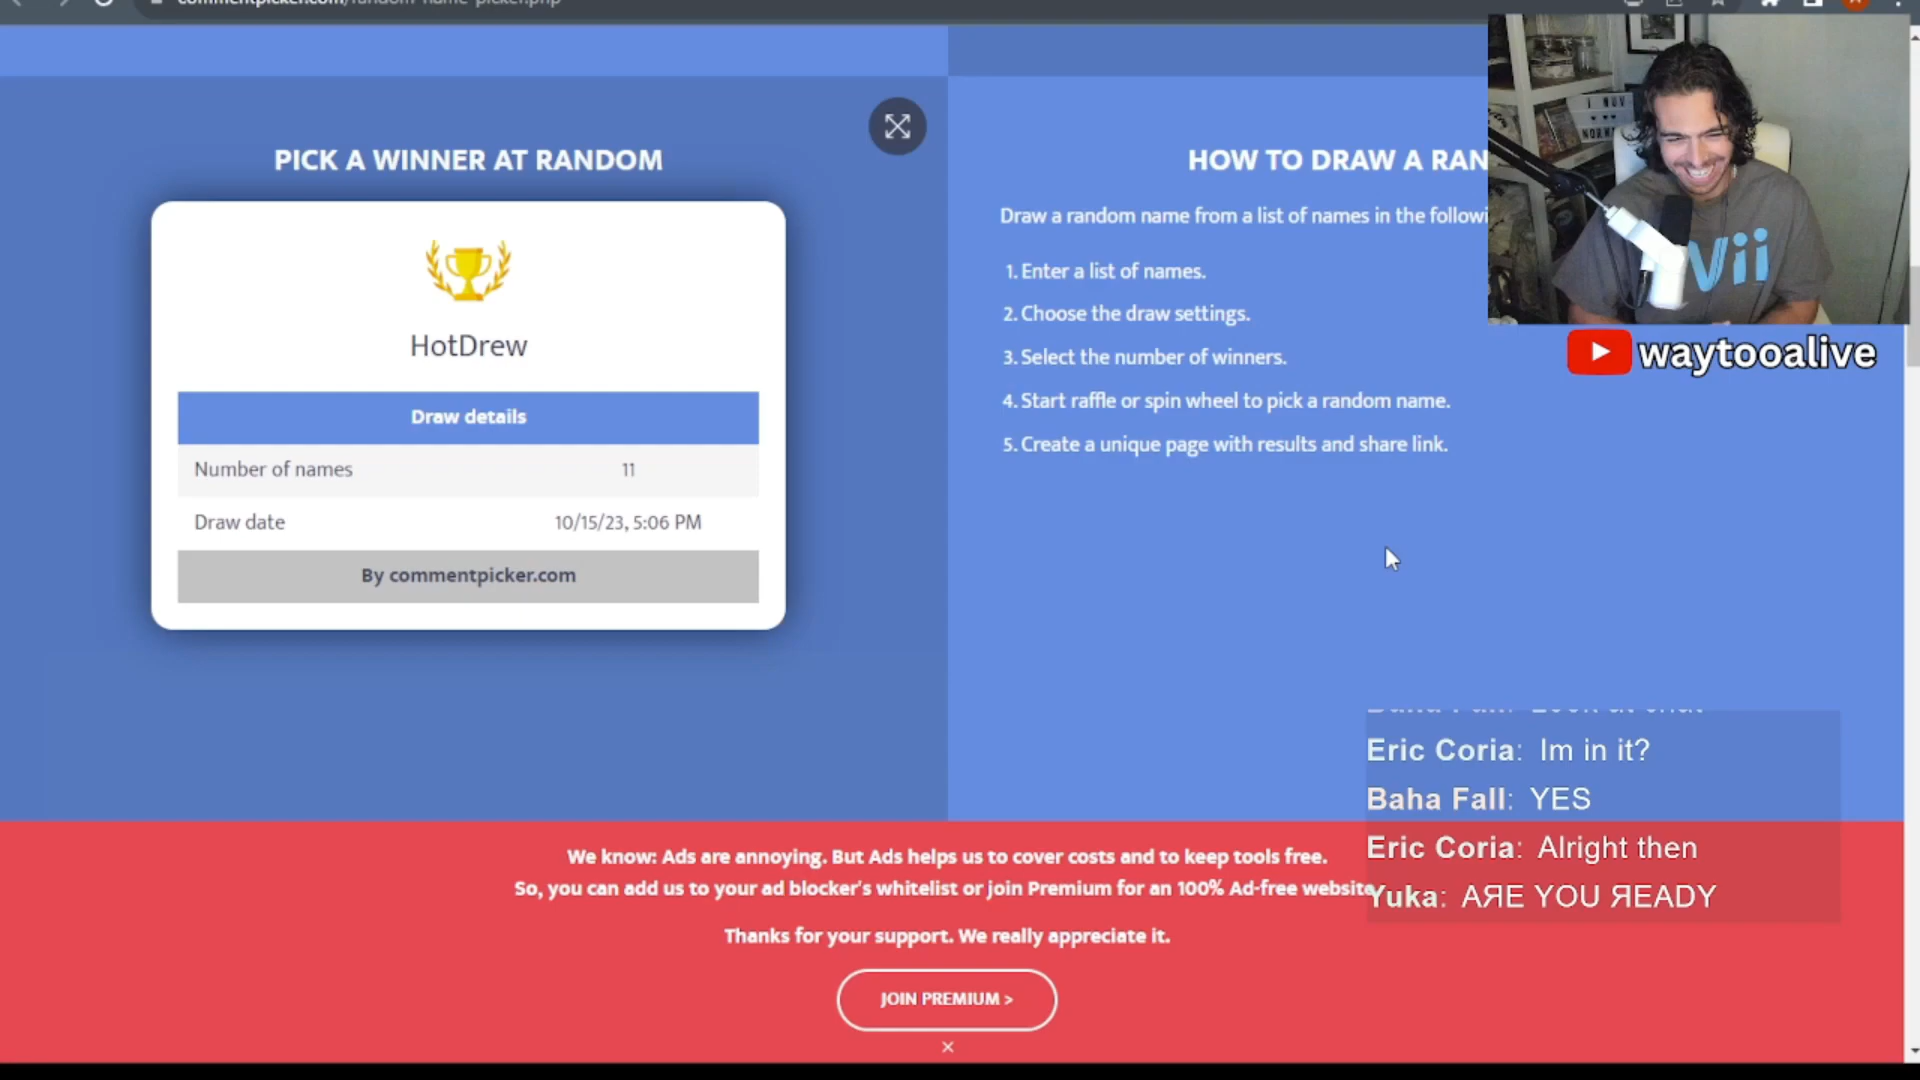 commentpicker.com/random-name-picker.php
PICK A WINNER AT RANDOM
HotDrew
Draw details
Number of names 11
Draw date 10/15/23, 5:06 PM
By commentpicker.com
HOW TO DRAW A RAN
Draw a random name from a list of names in the followi
1. Enter a list of names.
2. Choose the draw settings.
3. Select the number of winners.
4. Start raffle or spin wheel to pick a random name.
5. Create a unique page with results and share link.
Wii
waytooalive
Eric Coria: Im in it?
Baha Fall: YES
Eric Coria: Alright then
Yuka: AЯE YOU ЯEADY
We know: Ads are annoying. But Ads helps us to cover costs and to keep tools free.
So, you can add us to your ad blocker's whitelist or join Premium for an 100% Ad-free website
Thanks for your support. We really appreciate it.
JOIN PREMIUM >